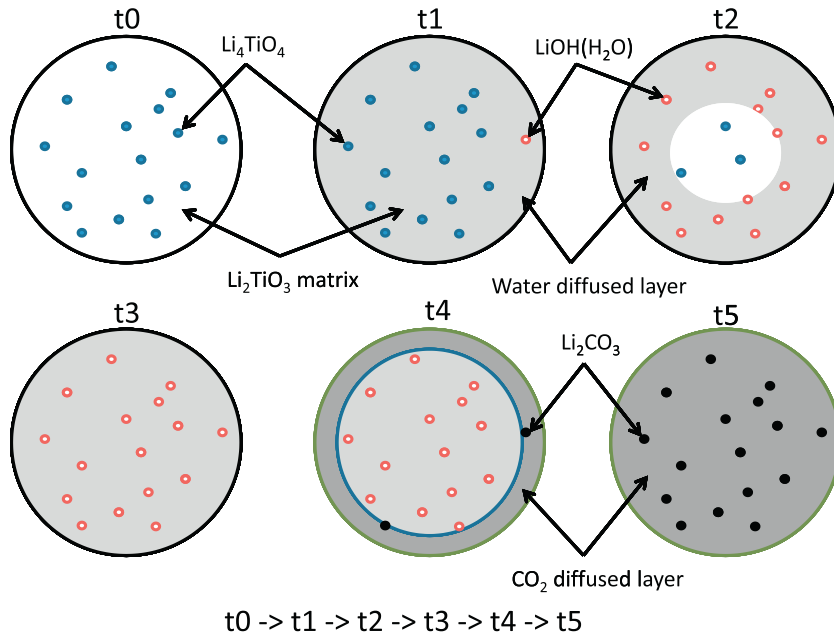 t0
t1
t2
Li₄TiO₄
LiOH(H₂O)
Li₂TiO₃ matrix
Water diffused layer
t3
t4
t5
Li₂CO₃
CO₂ diffused layer
t0 -> t1 -> t2 -> t3 -> t4 -> t5